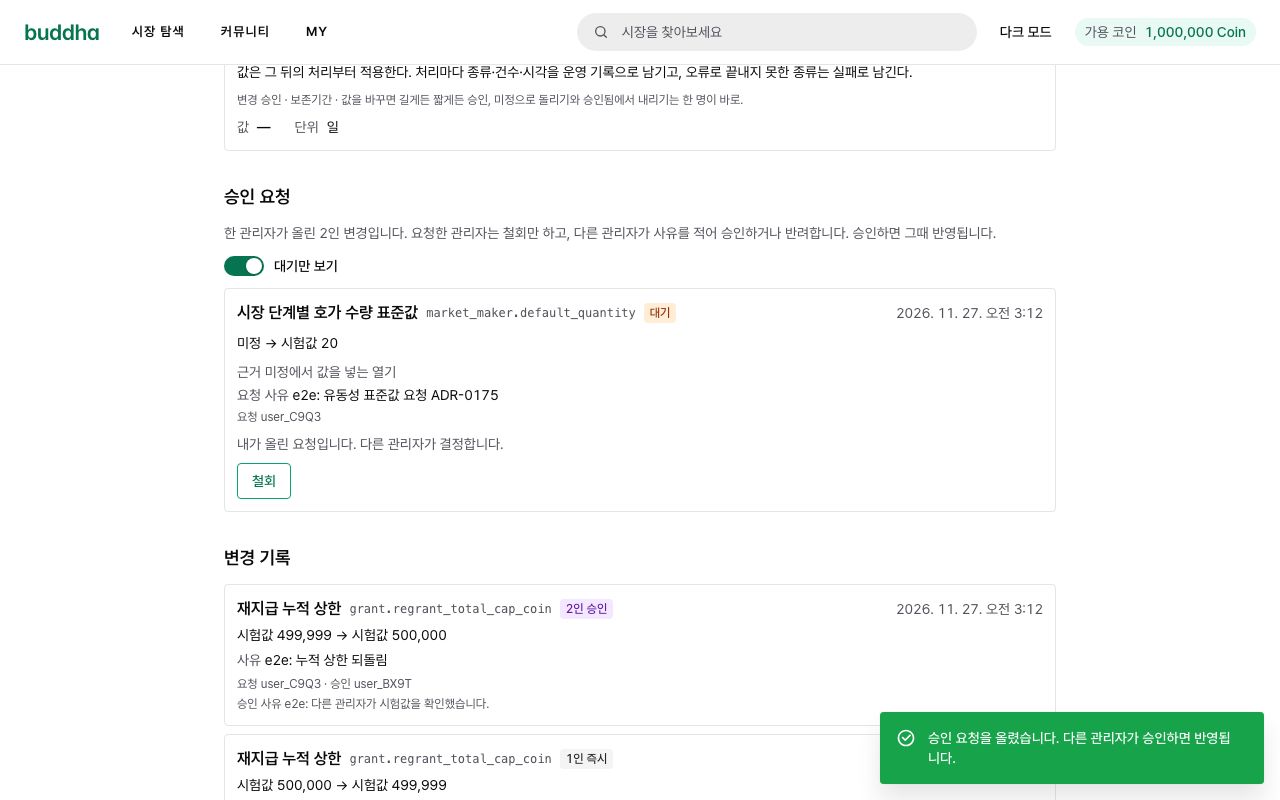 buddha
시장 탐색
커뮤니티
MY
시장을 찾아보세요
다크 모드
가용 코인 1,000,000 Coin
값은 그 뒤의 처리부터 적용한다. 처리마다 종류·건수·시각을 운영 기록으로 남기고, 오류로 끝내지 못한 종류는 실패로 남긴다.
변경 승인 · 보존기간 · 값을 바꾸면 길게든 짧게든 승인, 미정으로 돌리기와 승인됨에서 내리기는 한 명이 바로.
값 — 단위 일
승인 요청
한 관리자가 올린 2인 변경입니다. 요청한 관리자는 철회만 하고, 다른 관리자가 사유를 적어 승인하거나 반려합니다. 승인하면 그때 반영됩니다.
대기만 보기
시장 단계별 호가 수량 표준값 market_maker.default_quantity 대기 2026. 11. 27. 오전 3:12
미정 → 시험값 20
근거 미정에서 값을 넣는 열기
요청 사유 e2e: 유동성 표준값 요청 ADR-0175
요청 user_C9Q3
내가 올린 요청입니다. 다른 관리자가 결정합니다.
철회
변경 기록
재지급 누적 상한 grant.regrant_total_cap_coin 2인 승인 2026. 11. 27. 오전 3:12
시험값 499,999 → 시험값 500,000
사유 e2e: 누적 상한 되돌림
요청 user_C9Q3 · 승인 user_BX9T
승인 사유 e2e: 다른 관리자가 시험값을 확인했습니다.
재지급 누적 상한 grant.regrant_total_cap_coin 1인 즉시
시험값 500,000 → 시험값 499,999
승인 요청을 올렸습니다. 다른 관리자가 승인하면 반영됩
니다.